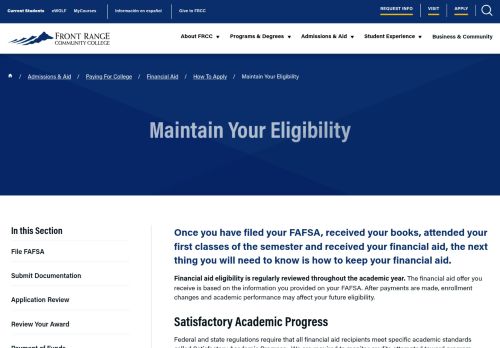 Current Students eWOLF MyCourses Información en español Give to FRCC REQUEST INFO VISIT APPLY
FRONT RANGE
COMMUNITY COLLEGE
About FRCC Programs & Degrees Admissions & Aid Student Experience Business & Community
/ Admissions & Aid / Paying For College / Financial Aid / How To Apply / Maintain Your Eligibility
Maintain Your Eligibility
In this Section
File FAFSA
Submit Documentation
Application Review
Review Your Award
Payment of Funds
Once you have filed your FAFSA, received your books, attended your
first classes of the semester and received your financial aid, the next
thing you will need to know is how to keep your financial aid.
Financial aid eligibility is regularly reviewed throughout the academic year. The financial aid offer you
receive is based on the information you provided on your FAFSA. After payments are made, enrollment
changes and academic performance may affect your future eligibility.
Satisfactory Academic Progress
Federal and state regulations require that all financial aid recipients meet specific academic standards